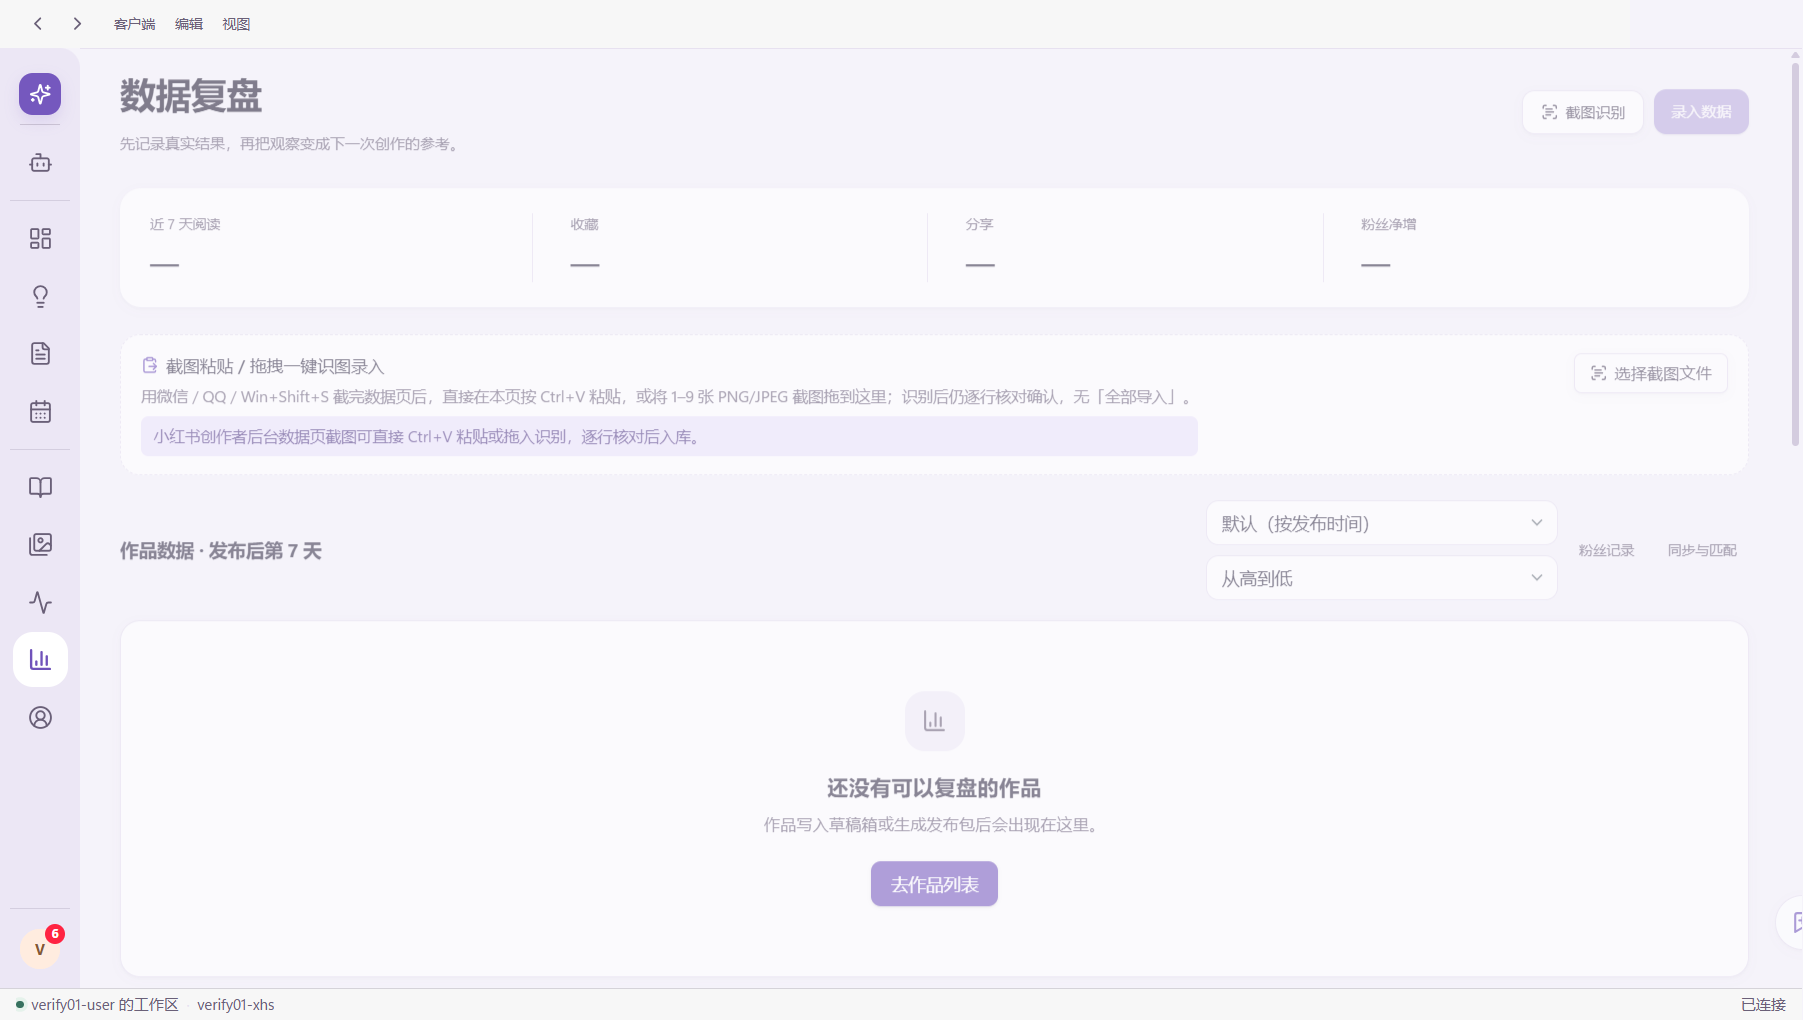 客户端 编辑 视图
数据复盘
先记录真实结果，再把观察变成下一次创作的参考。
截图识别
录入数据
近 7 天阅读
收藏
分享
粉丝净增
—
—
—
—
截图粘贴 / 拖拽一键识图录入
用微信 / QQ / Win+Shift+S 截完数据页后，直接在本页按 Ctrl+V 粘贴，或将 1–9 张 PNG/JPEG 截图拖到这里；识别后仍逐行核对确认，无「全部导入」。
小红书创作者后台数据页截图可直接 Ctrl+V 粘贴或拖入识别，逐行核对后入库。
选择截图文件
作品数据 · 发布后第 7 天
默认（按发布时间）
从高到低
粉丝记录
同步与匹配
还没有可以复盘的作品
作品写入草稿箱或生成发布包后会出现在这里。
去作品列表
6
V
verify01-user 的工作区 · verify01-xhs
已连接